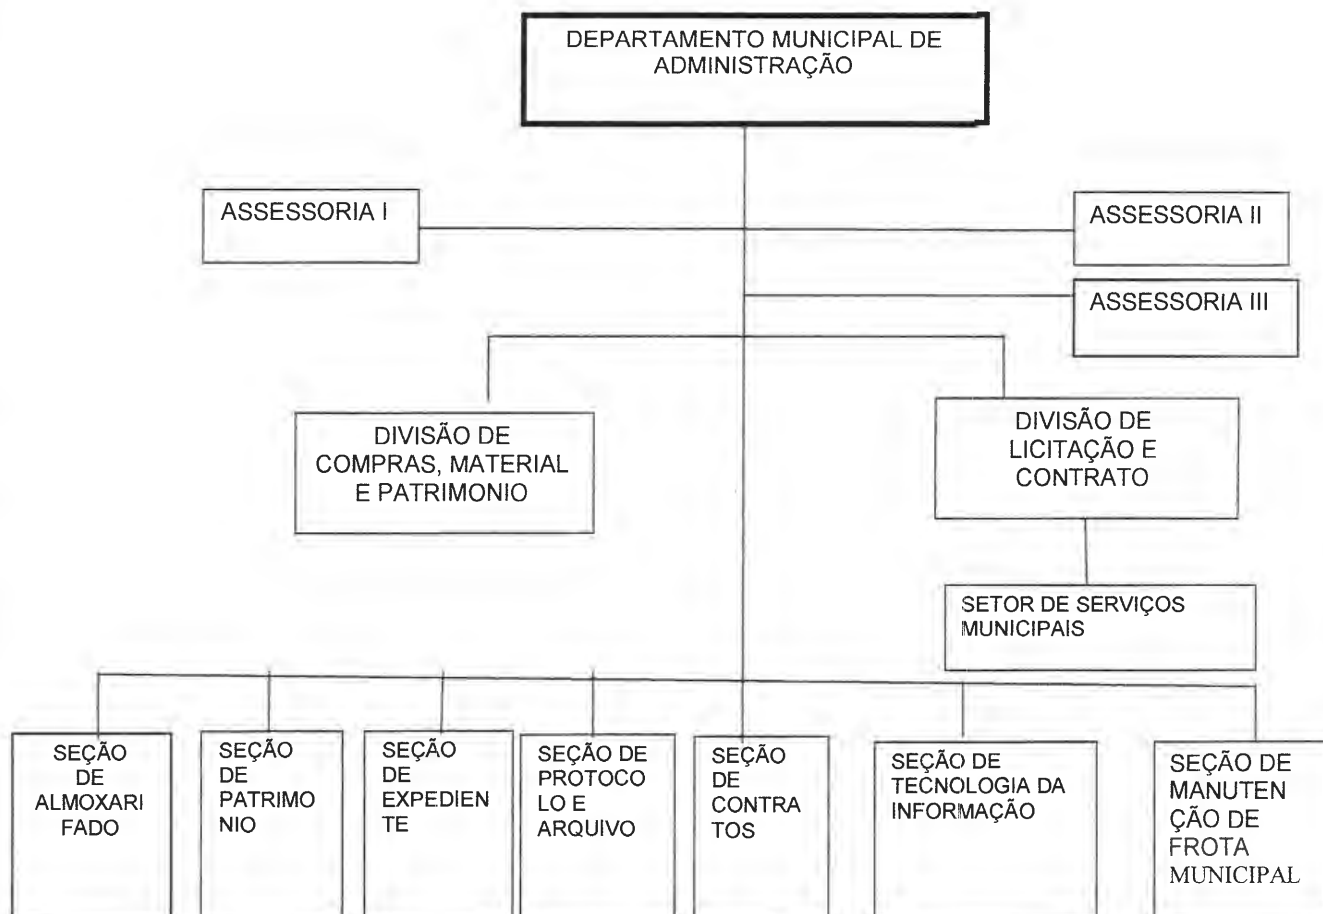 DEPARTAMENTO MUNICIPAL DE
ADMINISTRAÇÃO
ASSESSORIA I
ASSESSORIA II
ASSESSORIA III
DIVISÃO DE
COMPRAS, MATERIAL
E PATRIMONIO
DIVISÃO DE
LICITAÇÃO E
CONTRATO
SETOR DE SERVIÇOS
MUNICIPAIS
SEÇÃO
DE
ALMOXARI
FADO
SEÇÃO
DE
PATRIMO
NIO
SEÇÃO
DE
EXPEDIEN
TE
SEÇÃO DE
PROTOCO
LO E
ARQUIVO
SEÇÃO
DE
CONTRA
TOS
SEÇÃO DE
TECNOLOGIA DA
INFORMAÇÃO
SEÇÃO DE
MANUTEN
ÇÃO DE
FROTA
MUNICIPAL